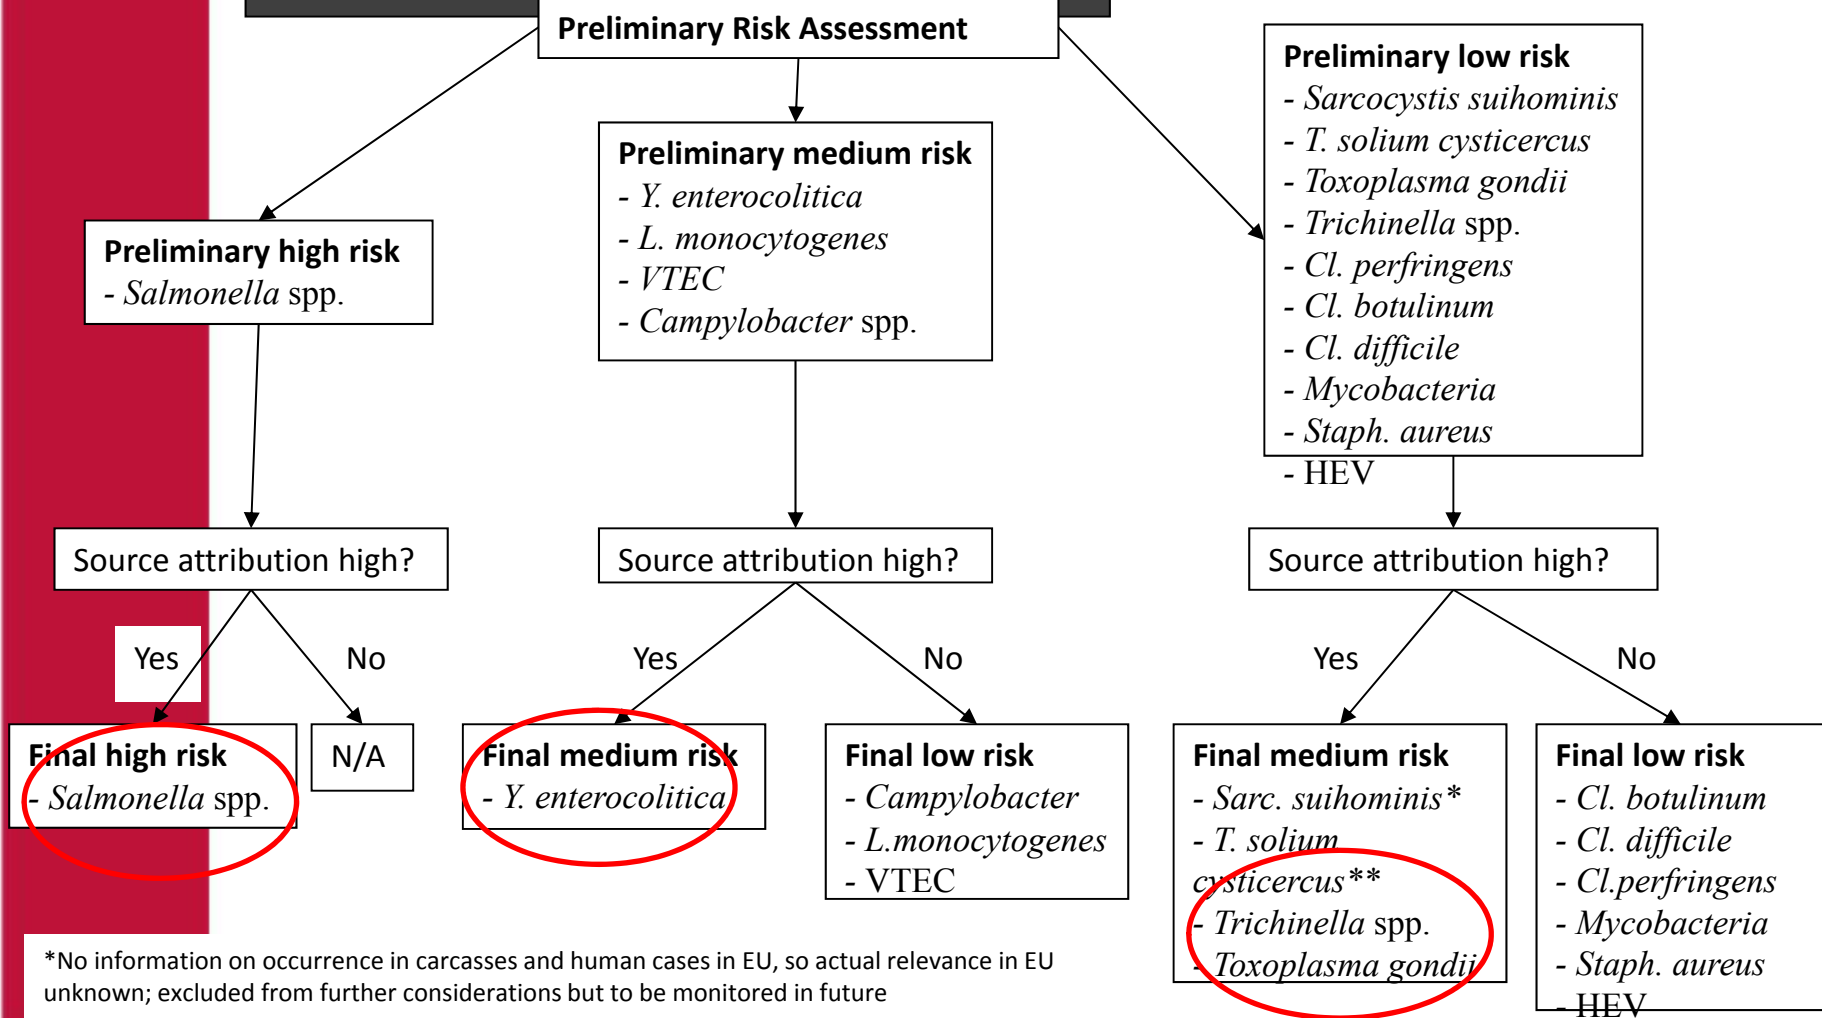 Preliminary Risk Assessment
Preliminary high risk
- Salmonella spp.
Preliminary medium risk
- Y. enterocolitica
- L. monocytogenes
- VTEC
- Campylobacter spp.
Preliminary low risk
- Sarcocystis suihominis
- T. solium cysticercus
- Toxoplasma gondii
- Trichinella spp.
- Cl. perfringens
- Cl. botulinum
- Cl. difficile
- Mycobacteria
- Staph. aureus
- HEV
Source attribution high?
Source attribution high?
Source attribution high?
Yes
No
Yes
No
Yes
No
Final high risk
- Salmonella spp.
N/A
Final medium risk
- Y. enterocolitica
Final low risk
- Campylobacter
- L.monocytogenes
- VTEC
Final medium risk
- Sarc. suihominis*
- T. solium
cysticercus**
- Trichinella spp.
- Toxoplasma gondii
Final low risk
- Cl. botulinum
- Cl. difficile
- Cl.perfringens
- Mycobacteria
- Staph. aureus
- HEV
*No information on occurrence in carcasses and human cases in EU, so actual relevance in EU
unknown; excluded from further considerations but to be monitored in future